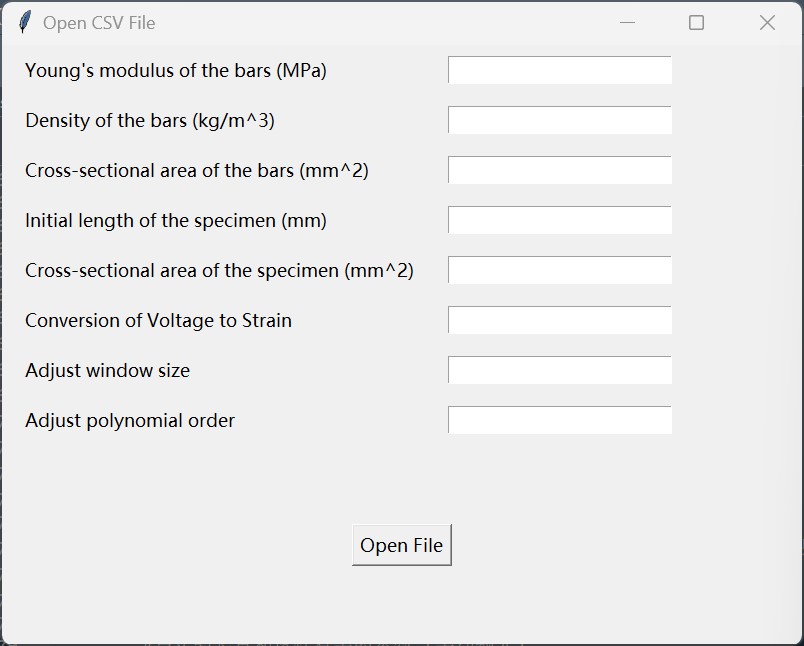 Open CSV File
Young's modulus of the bars (MPa)
Density of the bars (kg/m^3)
Cross-sectional area of the bars (mm^2)
Initial length of the specimen (mm)
Cross-sectional area of the specimen (mm^2)
Conversion of Voltage to Strain
Adjust window size
Adjust polynomial order
Open File